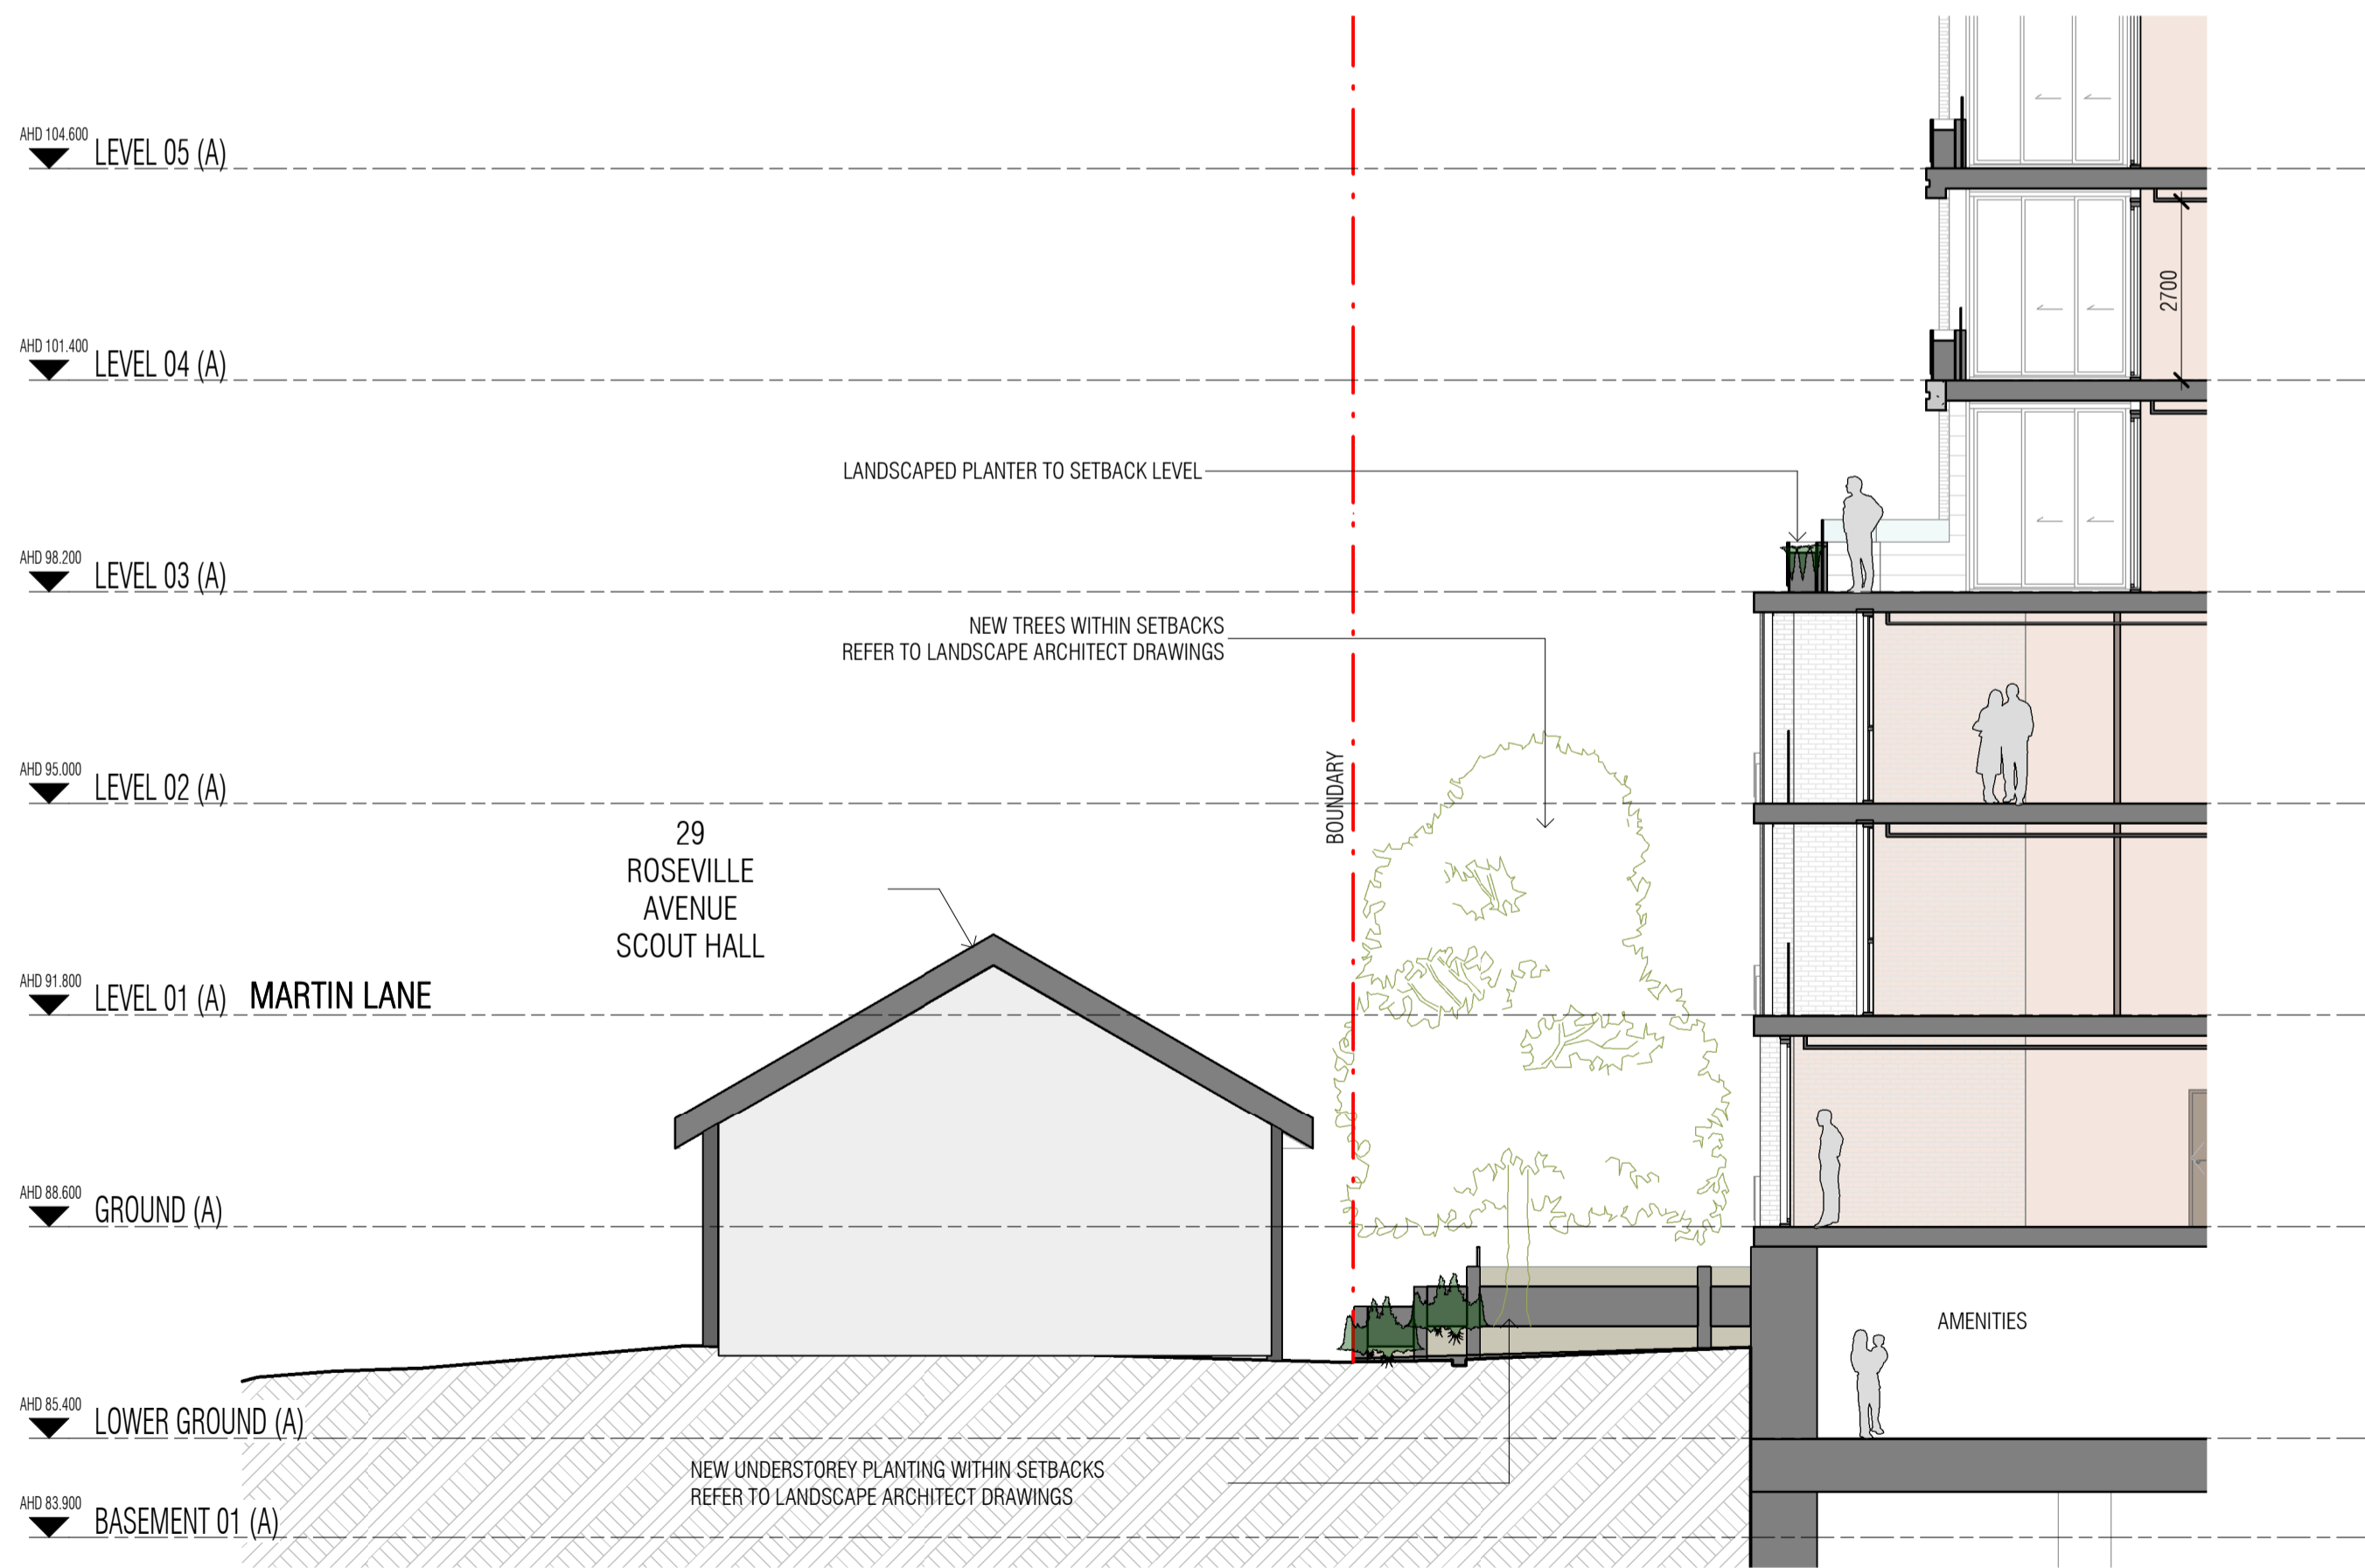 AHD 104.600
LEVEL 05 (A)
2700
AHD 101.400
LEVEL 04 (A)
LANDSCAPED PLANTER TO SETBACK LEVEL
AHD 98.200
LEVEL 03 (A)
NEW TREES WITHIN SETBACKS
REFER TO LANDSCAPE ARCHITECT DRAWINGS
BOUNDARY
AHD 95.000
LEVEL 02 (A)
29
ROSEVILLE
AVENUE
SCOUT HALL
AHD 91.800
LEVEL 01 (A) MARTIN LANE
AHD 88.600
GROUND (A)
AMENITIES
AHD 85.400
LOWER GROUND (A)
NEW UNDERSTOREY PLANTING WITHIN SETBACKS
REFER TO LANDSCAPE ARCHITECT DRAWINGS
AHD 83.900
BASEMENT 01 (A)